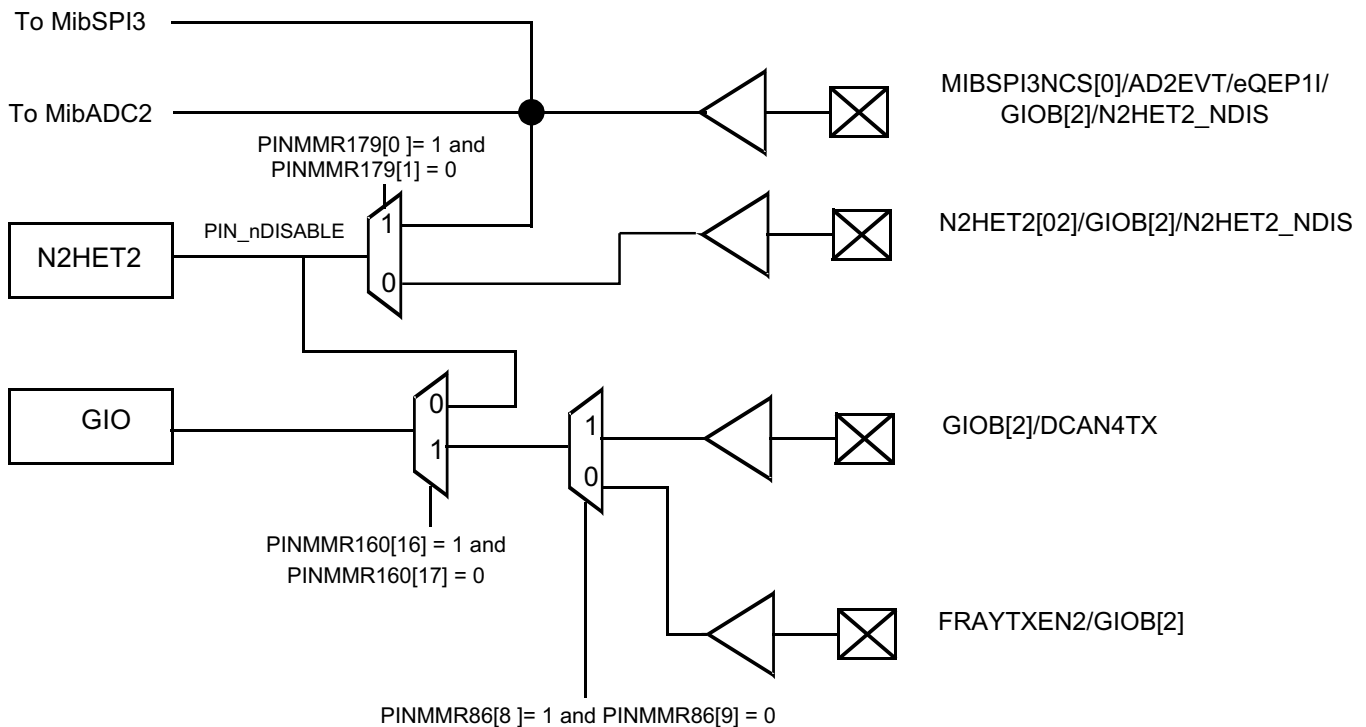 To MibSPI3
MIBSPI3NCS[0]/AD2EVT/eQEP1I/
GIOB[2]/N2HET2_NDIS
To MibADC2
PINMMR179[0 ]= 1 and
PINMMR179[1] = 0
1
0
PIN_nDISABLE
N2HET2
N2HET2[02]/GIOB[2]/N2HET2_NDIS
GIO
0
1
1
0
GIOB[2]/DCAN4TX
PINMMR160[16] = 1 and
PINMMR160[17] = 0
FRAYTXEN2/GIOB[2]
PINMMR86[8 ]= 1 and PINMMR86[9] = 0